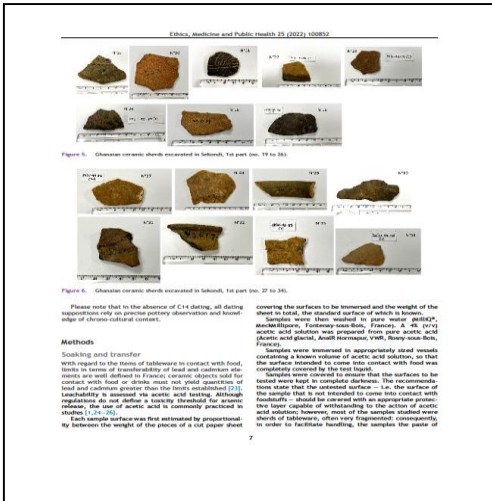 Ethics, Medicine and Public Health 25 (2022) 100852
Figure 5. Ghanaian ceramic sherds excavated in Sekondi, 1st part (no. 19 to 26).
Figure 6. Ghanaian ceramic sherds excavated in Sekondi, 1st part (no. 27 to 34).
Please note that in the absence of C14 dating, all dating
suppositions rely on precise pottery observation and knowl-
edge of chrono-cultural context.
Methods
Soaking and transfer
With regard to the items of tableware in contact with food,
limits in terms of transferability of lead and cadmium ele-
ments are well defined in France; ceramic objects sold for
contact with food or drinks must not yield quantities of
lead and cadmium greater than the limits established [23].
Leachability is assessed via acetic acid testing. Although
regulations do not define a toxicity threshold for arsenic
release, the use of acetic acid is commonly practiced in
studies [1,24–26].
Each sample surface was first estimated by proportional-
ity between the weight of the pieces of a cut paper sheet
covering the surfaces to be immersed and the weight of the
sheet in total, the standard surface of which is known.
Samples were then washed in pure water (MilliQ®,
Merck Millipore, Fontenay-sous-Bois, France). A 4% (v/v)
acetic acid solution was prepared from pure acetic acid
(Acetic acid glacial, AnalR Normapur, VWR, Rosny-sous-Bois,
France).
Samples were immersed in appropriately sized vessels
containing a known volume of acetic acid solution, so that
the surface intended to come into contact with food was
completely covered by the test liquid.
Samples were covered to ensure that the surfaces to be
tested were kept in complete darkness. The recommenda-
tions state that the untested surface — i.e. the surface of
the sample that is not intended to come into contact with
foodstuffs — should be covered with an appropriate protec-
tive layer capable of withstanding to the action of acetic
acid solution; however, most of the samples studied were
sherds of tableware, often very fragmented: consequently,
in order to facilitate handling, the samples the paste of
7